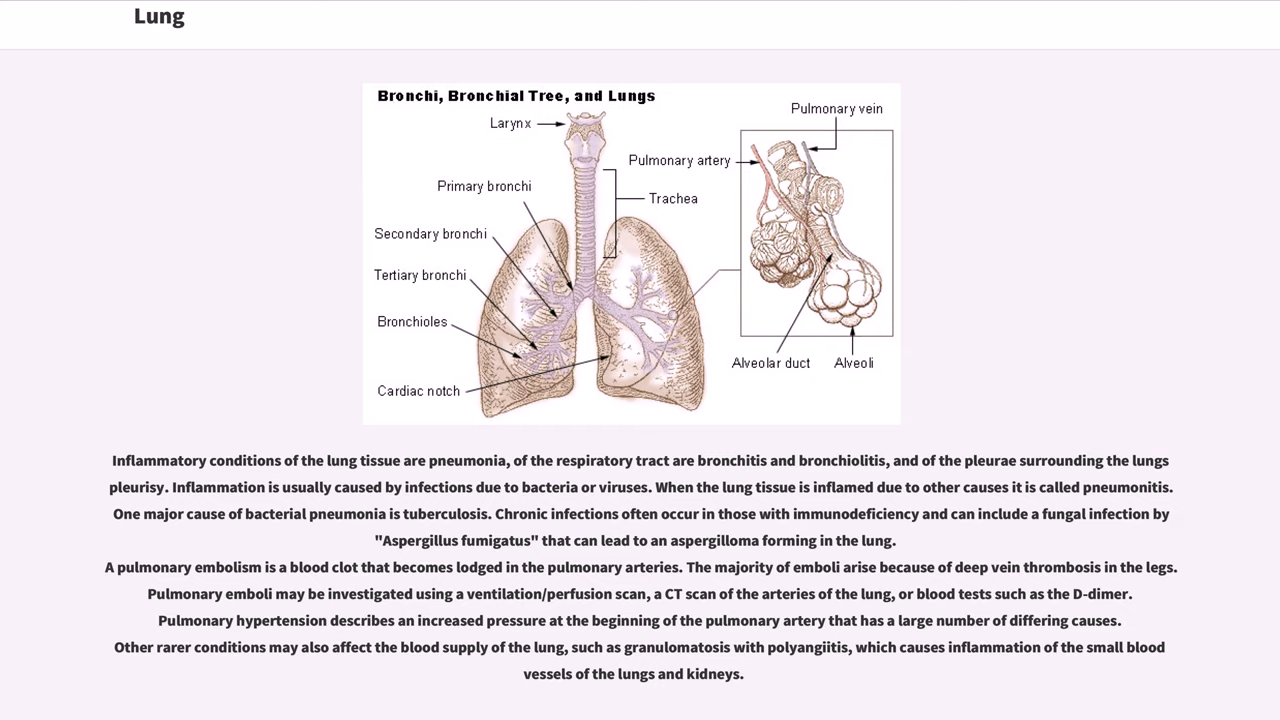 Lung
Bronchi, Bronchial Tree, and Lungs
Pulmonary vein
Larynx
Pulmonary artery
Primary bronchi
Trachea
Secondary bronchi
Tertiary bronchi
Bronchioles
Alveolar duct
Alveoli
Cardiac notch
Inflammatory conditions of the lung tissue are pneumonia, of the respiratory tract are bronchitis and bronchiolitis, and of the pleurae surrounding the lungs
pleurisy. Inflammation is usually caused by infections due to bacteria or viruses. When the lung tissue is inflamed due to other causes it is called pneumonitis.
One major cause of bacterial pneumonia is tuberculosis. Chronic infections often occur in those with immunodeficiency and can include a fungal infection by
"Aspergillus fumigatus" that can lead to an aspergilloma forming in the lung.
A pulmonary embolism is a blood clot that becomes lodged in the pulmonary arteries. The majority of emboli arise because of deep vein thrombosis in the legs.
Pulmonary emboli may be investigated using a ventilation/perfusion scan, a CT scan of the arteries of the lung, or blood tests such as the D-dimer.
Pulmonary hypertension describes an increased pressure at the beginning of the pulmonary artery that has a large number of differing causes.
Other rarer conditions may also affect the blood supply of the lung, such as granulomatosis with polyangiitis, which causes inflammation of the small blood
vessels of the lungs and kidneys.